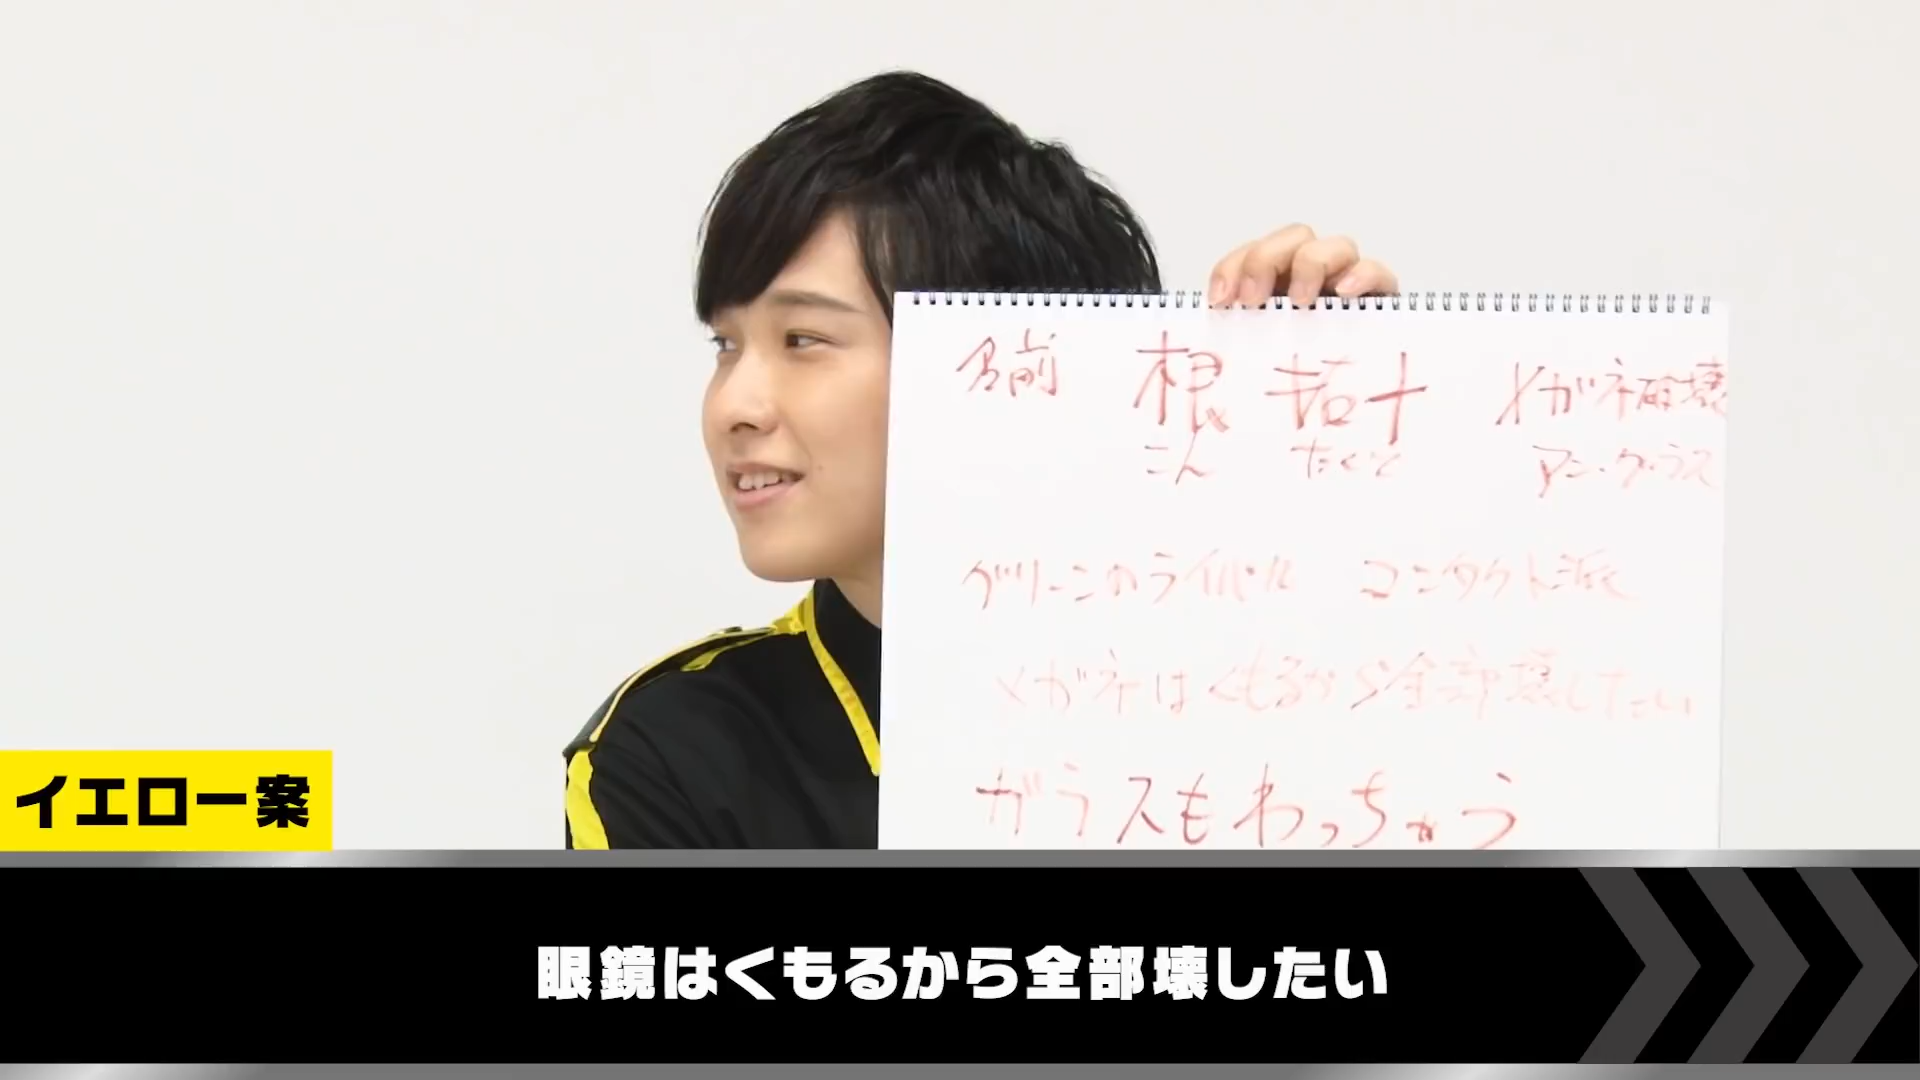 名前 根 拓十 メガネ破壊
こん たくと アン・グ・ラス
グリーンのライバル コンタクト派
メガネはくもるから全部壊したい
ガラスもわっちゃう
イエロー案
眼鏡はくもるから全部壊したい